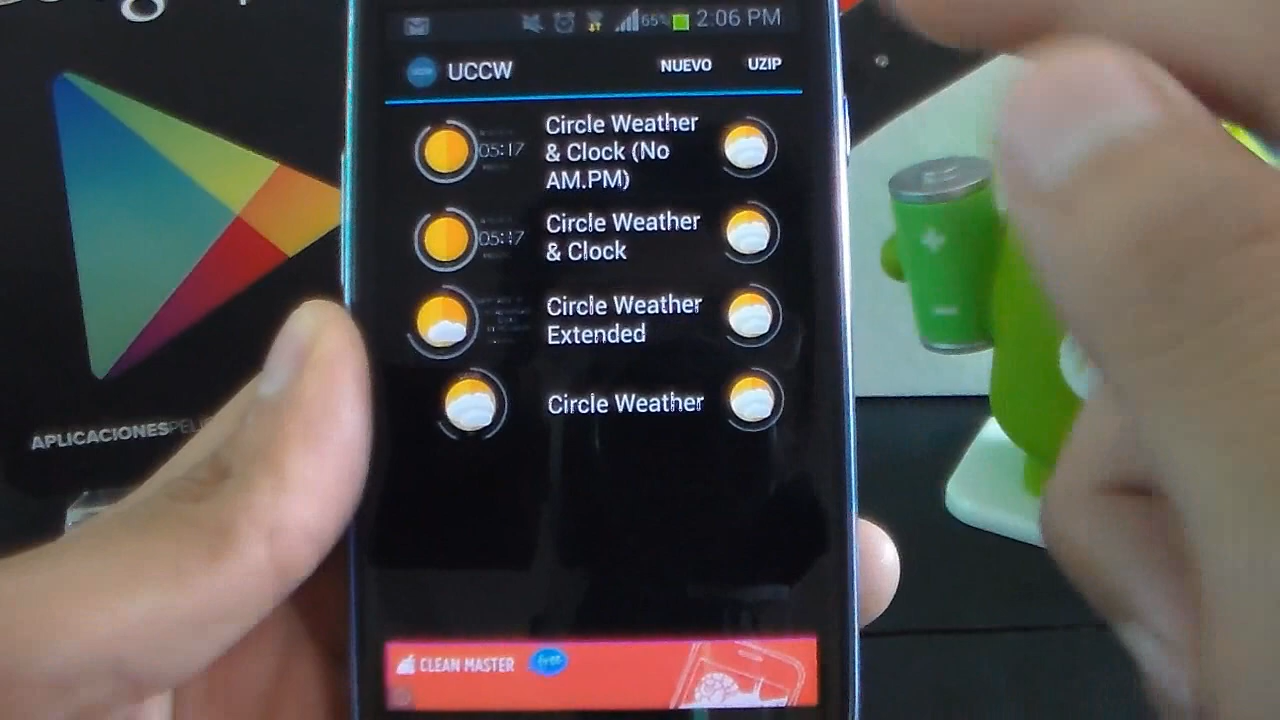 65% 2:06 PM
UCCW NUEVO UZIP
Circle Weather
& Clock (No
AM.PM)
05:17
Circle Weather
& Clock
05:47
Circle Weather
Extended
Circle Weather
CLEAN MASTER free
APLICACIONES